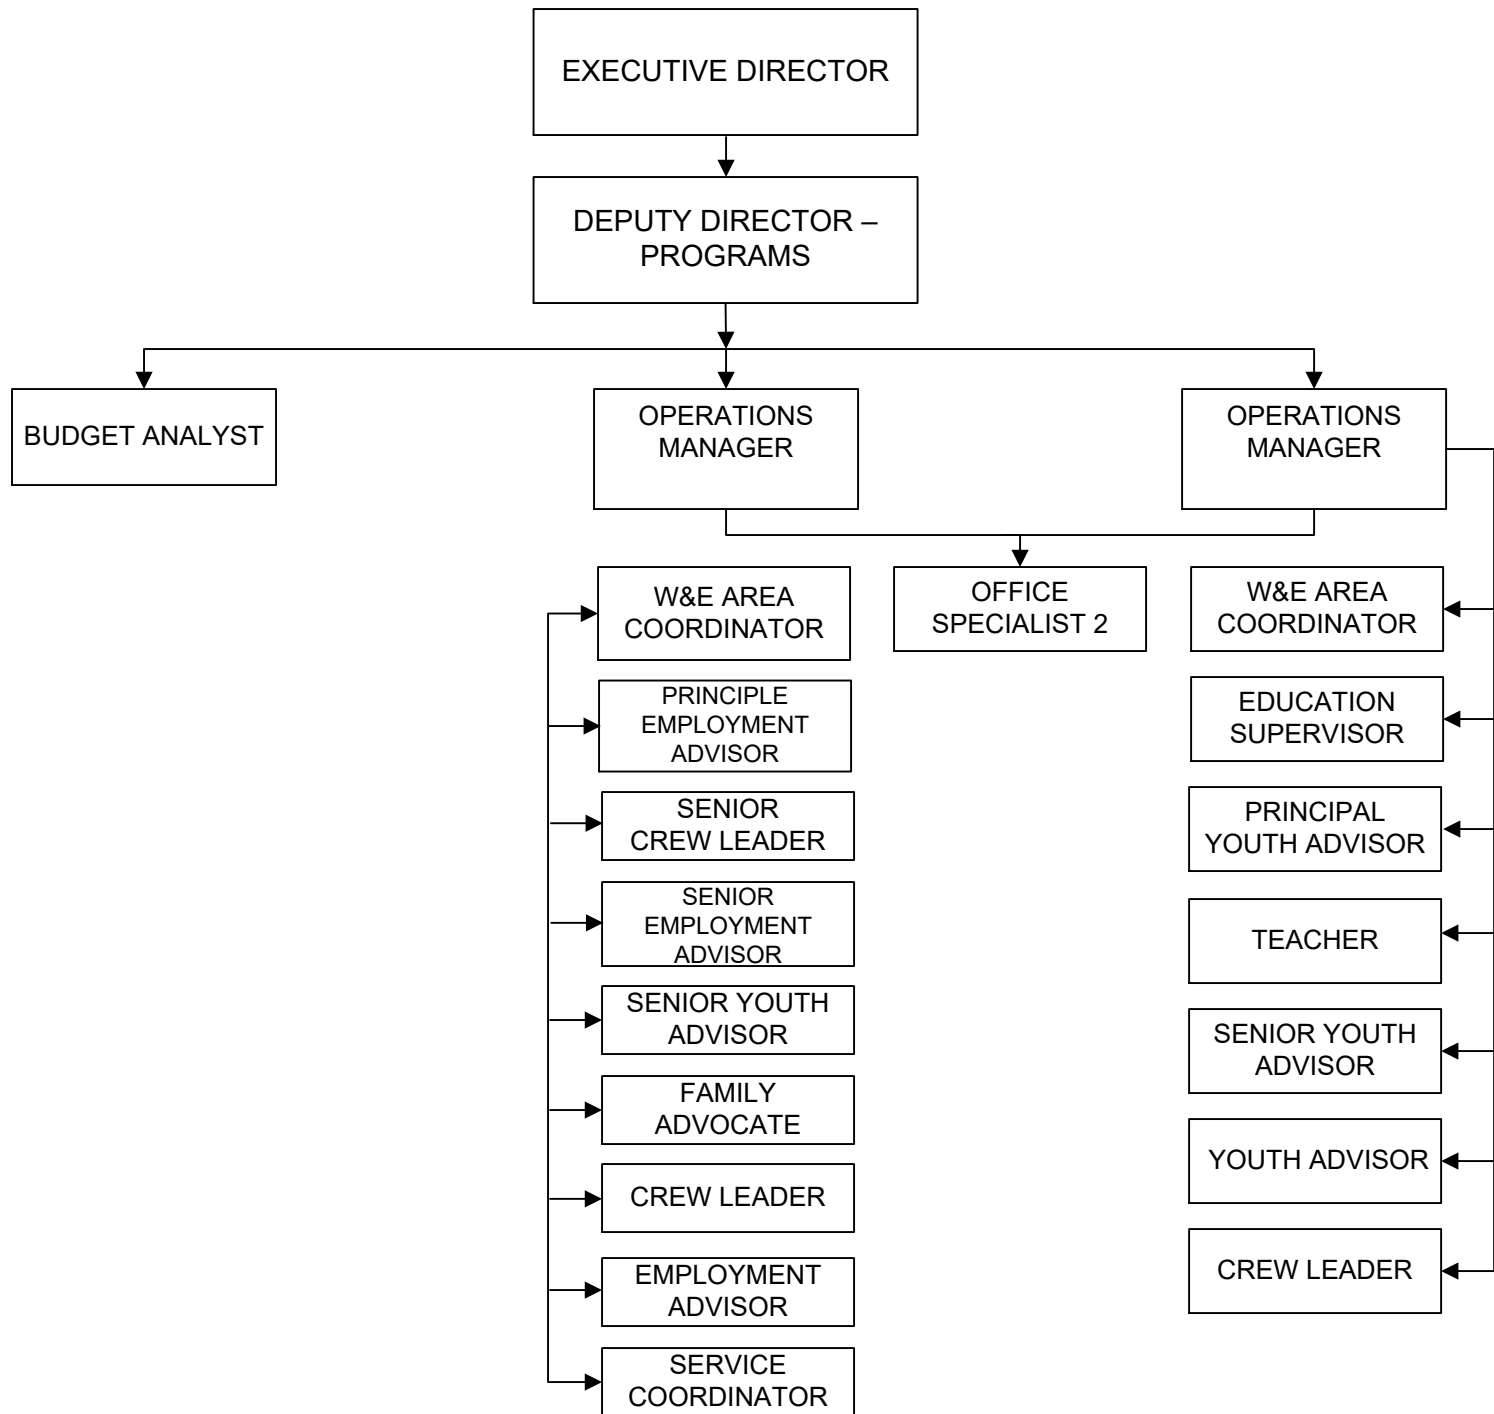 EXECUTIVE DIRECTOR
DEPUTY DIRECTOR –
PROGRAMS
BUDGET ANALYST
OPERATIONS
MANAGER
OPERATIONS
MANAGER
W&E AREA
COORDINATOR
PRINCIPLE
EMPLOYMENT
ADVISOR
SENIOR
CREW LEADER
SENIOR
EMPLOYMENT
ADVISOR
SENIOR YOUTH
ADVISOR
FAMILY
ADVOCATE
CREW LEADER
EMPLOYMENT
ADVISOR
SERVICE
COORDINATOR
OFFICE
SPECIALIST 2
W&E AREA
COORDINATOR
EDUCATION
SUPERVISOR
PRINCIPAL
YOUTH ADVISOR
TEACHER
SENIOR YOUTH
ADVISOR
YOUTH ADVISOR
CREW LEADER